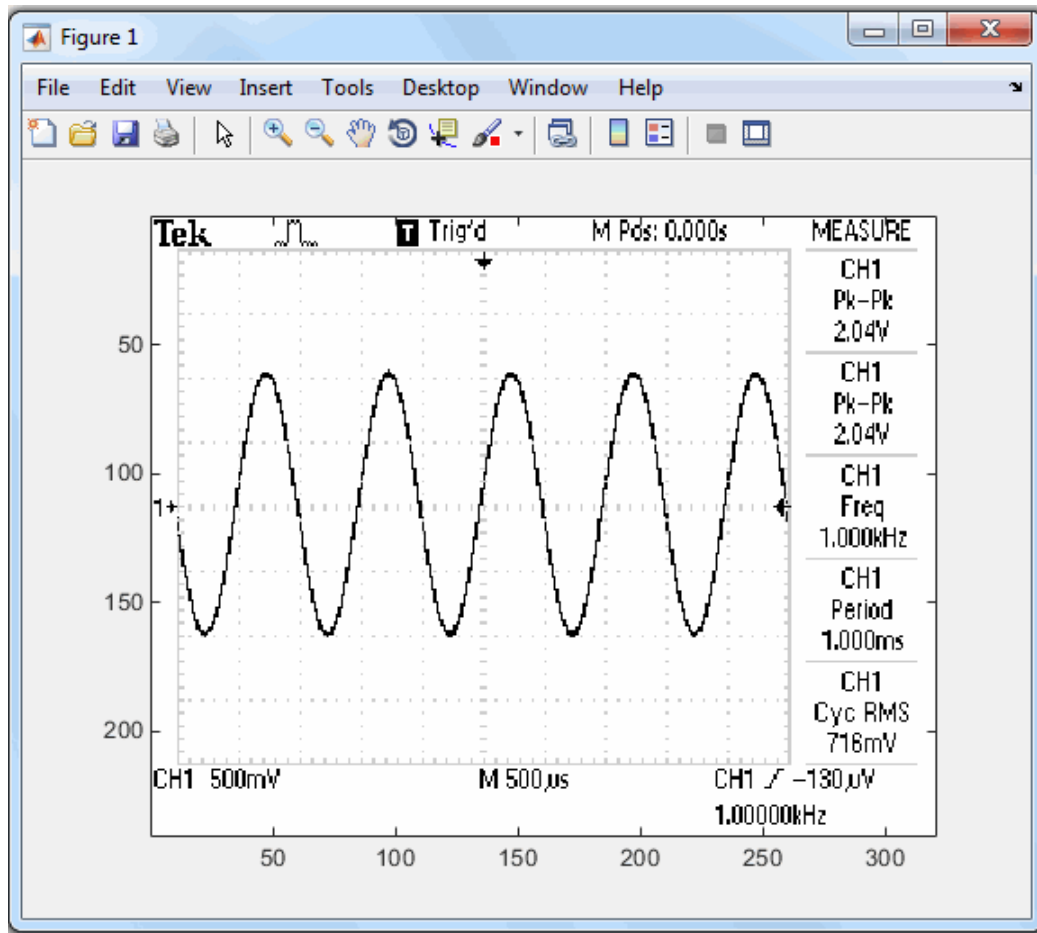 Figure 1
File Edit View Insert Tools Desktop Window Help
Tek T Trig'd M Pos: 0.000s MEASURE
CH1
Pk-Pk
2.04V
50
CH1
Pk-Pk
2.04V
100
CH1
Freq
1.000kHz
1
CH1
Period
1.000ms
150
CH1
Cyc RMS
716mV
200
CH1 500mV M 500µs CH1 -130µV
1.00000kHz
50 100 150 200 250 300